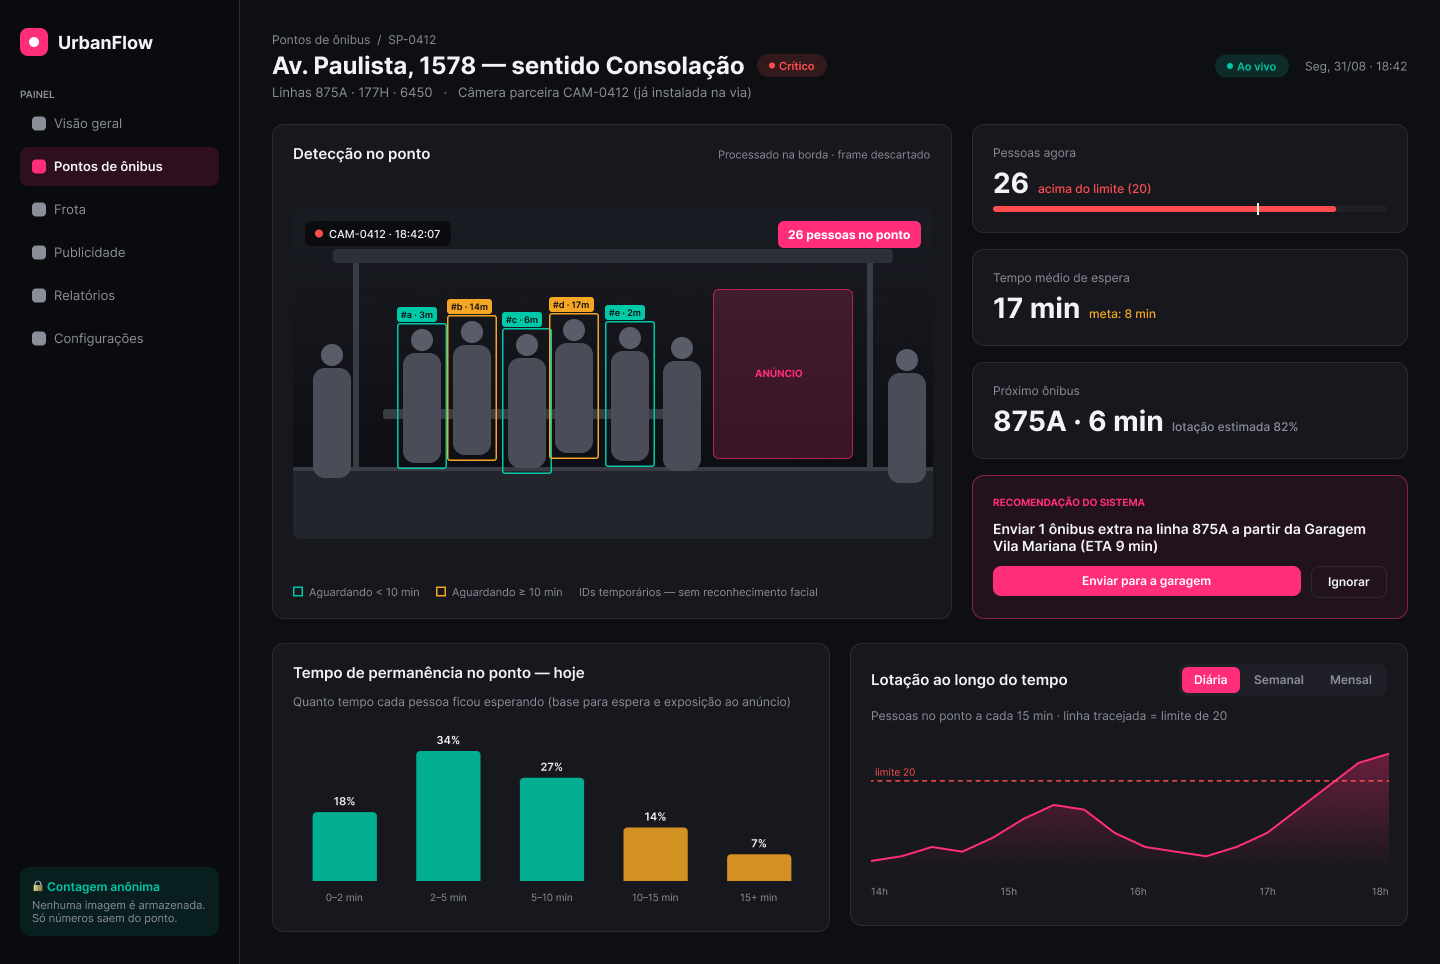 UrbanFlow
PAINEL
Visão geral
Pontos de ônibus
Frota
Publicidade
Relatórios
Configurações
🔒 Contagem anônima
Nenhuma imagem é armazenada.
Só números saem do ponto.
Pontos de ônibus / SP-0412
Av. Paulista, 1578 — sentido Consolação
Crítico
Linhas 875A · 177H · 6450 · Câmera parceira CAM-0412 (já instalada na via)
Ao vivo
Seg, 31/08 · 18:42
Detecção no ponto
Processado na borda · frame descartado
CAM-0412 · 18:42:07
26 pessoas no ponto
#a · 3m
#b · 14m
#c · 6m
#d · 17m
#e · 2m
ANÚNCIO
Aguardando < 10 min
Aguardando ≥ 10 min
IDs temporários — sem reconhecimento facial
Pessoas agora
26 acima do limite (20)
Tempo médio de espera
17 min meta: 8 min
Próximo ônibus
875A · 6 min lotação estimada 82%
RECOMENDAÇÃO DO SISTEMA
Enviar 1 ônibus extra na linha 875A a partir da Garagem
Vila Mariana (ETA 9 min)
Enviar para a garagem
Ignorar
Tempo de permanência no ponto — hoje
Quanto tempo cada pessoa ficou esperando (base para espera e exposição ao anúncio)
18%
34%
27%
14%
7%
0–2 min
2–5 min
5–10 min
10–15 min
15+ min
Lotação ao longo do tempo
Diária
Semanal
Mensal
Pessoas no ponto a cada 15 min · linha tracejada = limite de 20
limite 20
14h
15h
16h
17h
18h